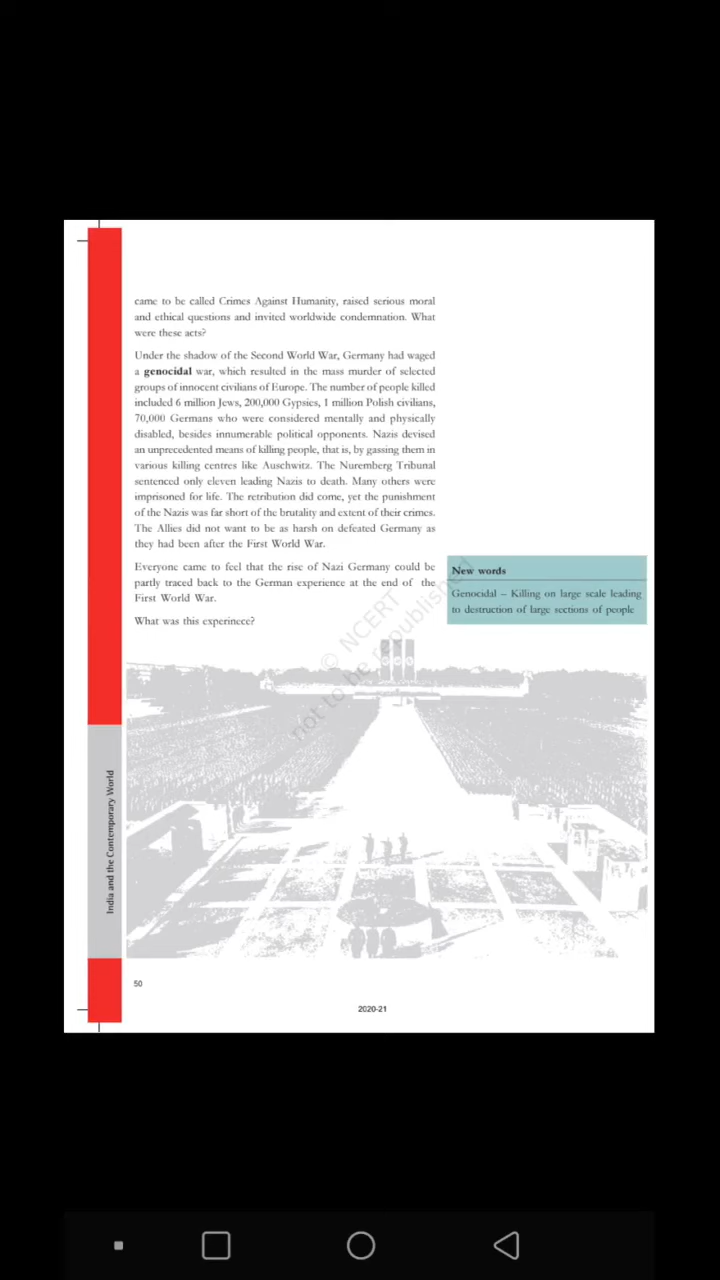 came to be called Crimes Against Humanity, raised serious moral
and ethical questions and invited worldwide condemnation. What
were these acts?
Under the shadow of the Second World War, Germany had waged
a genocidal war, which resulted in the mass murder of selected
groups of innocent civilians of Europe. The number of people killed
included 6 million Jews, 200,000 Gypsies, 1 million Polish civilians,
70,000 Germans who were considered mentally and physically
disabled, besides innumerable political opponents. Nazis devised
an unprecedented means of killing people, that is, by gassing them in
various killing centres like Auschwitz. The Nuremberg Tribunal
sentenced only eleven leading Nazis to death. Many others were
imprisoned for life. The retribution did come, yet the punishment
of the Nazis was far short of the brutality and extent of their crimes.
The Allies did not want to be as harsh on defeated Germany as
they had been after the First World War.
Everyone came to feel that the rise of Nazi Germany could be
partly traced back to the German experience at the end of the
First World War.
What was this experinece?
New words
Genocidal – Killing on large scale leading
to destruction of large sections of people
© NCERT
not to be republished
India and the Contemporary World
50
2020-21